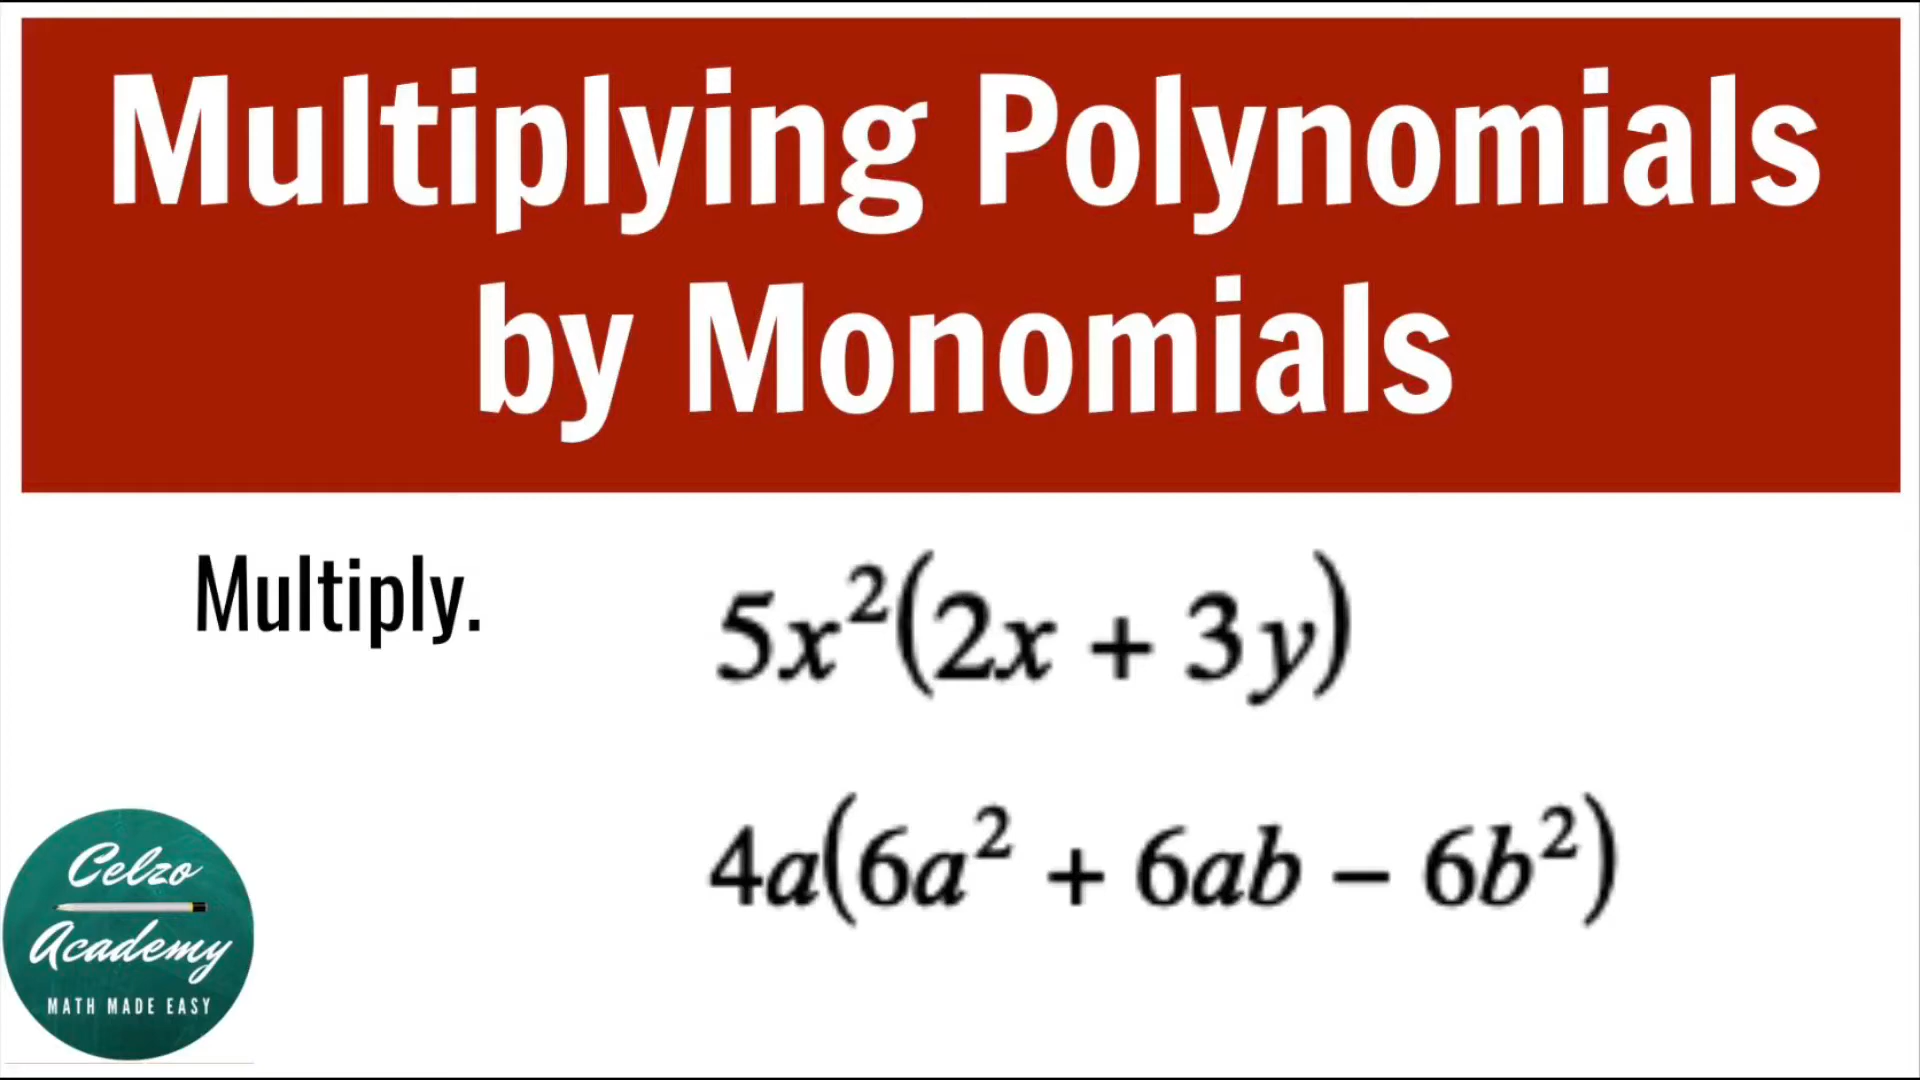 Multiplying Polynomials
by Monomials
Multiply.
5x²(2x + 3y)
4a(6a² + 6ab – 6b²)
Celzo
Academy
MATH MADE EASY